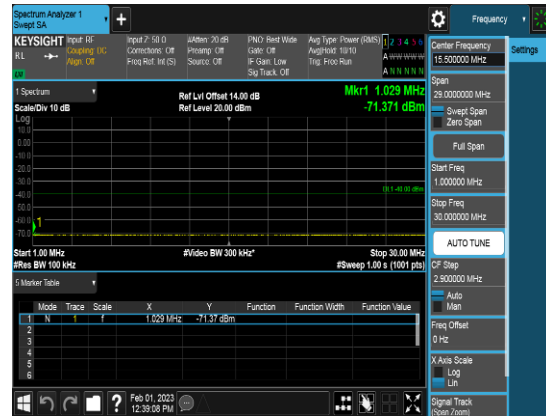 Spectrum Analyzer 1
Swept SA
Frequency
KEYSIGHT
RL
Input: RF
Coupling: DC
Align: Off
Input Z: 50 Ω
Corrections: Off
Freq Ref: Int (S)
#Atten: 20 dB
Preamp: Off
Source: Off
PNO: Best Wide
Gate: Off
IF Gain: Low
Sig Track: Off
Avg Type: Power (RMS)
Avg|Hold: 10/10
Trig: Free Run
1 2 3 4 5 6
A W W W W W
A N N N N N
1 Spectrum
Scale/Div 10 dB
Ref Lvl Offset 14.00 dB
Ref Level 20.00 dBm
Mkr1 1.029 MHz
-71.371 dBm
Log
10.0
0.00
-10.0
-20.0
-30.0
-40.0
-50.0
-60.0
-70.0
DL1 -40.00 dBm
1
Start 1.00 MHz
#Res BW 100 kHz
#Video BW 300 kHz*
Stop 30.00 MHz
#Sweep 1.00 s (1001 pts)
5 Marker Table
Mode Trace Scale X Y Function Function Width Function Value
1 N 1 f 1.029 MHz -71.37 dBm
2
3
4
5
6
Feb 01, 2023
12:39:08 PM
Center Frequency
15.500000 MHz
Settings
Span
29.0000000 MHz
Swept Span
Zero Span
Full Span
Start Freq
1.000000 MHz
Stop Freq
30.000000 MHz
AUTO TUNE
CF Step
2.900000 MHz
Auto
Man
Freq Offset
0 Hz
X Axis Scale
Log
Lin
Signal Track
(Span Zoom)